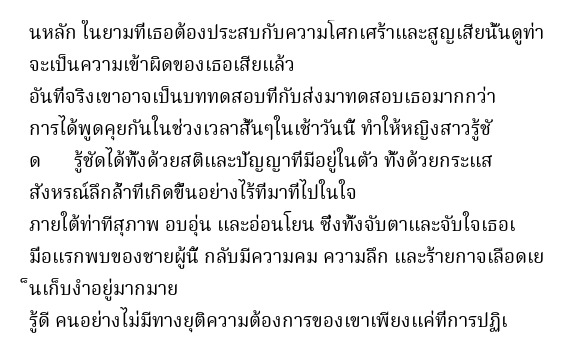 นหลัก ในยามที่เธอต้องประสบกับความโศกเศร้าและสูญเสียนั้นดูท่า
จะเป็นความเข้าผิดของเธอเสียแล้ว
อันที่จริงเขาอาจเป็นบททดสอบที่กับส่งมาทดสอบเธอมากกว่า
การได้พูดคุยกันในช่วงเวลาสั้นๆในเช้าวันนี้ ทำให้หญิงสาวรู้ชั
ด รู้ชัดได้ทั้งด้วยสติและปัญญาที่มีอยู่ในตัว ทั้งด้วยกระแส
สังหรณ์ลึกล้ำที่เกิดขึ้นอย่างไร้ที่มาที่ไปในใจ
ภายใต้ท่าทีสุภาพ อบอุ่น และอ่อนโยน ซึ่งทั้งจับตาและจับใจเธอเ
มื่อแรกพบของชายผู้นี้ กลับมีความคม ความลึก และร้ายกาจเลือดเย
็นเก็บงำอยู่มากมาย
รู้ดี คนอย่างไม่มีทางยุติความต้องการของเขาเพียงแค่ที่การปฏิเ